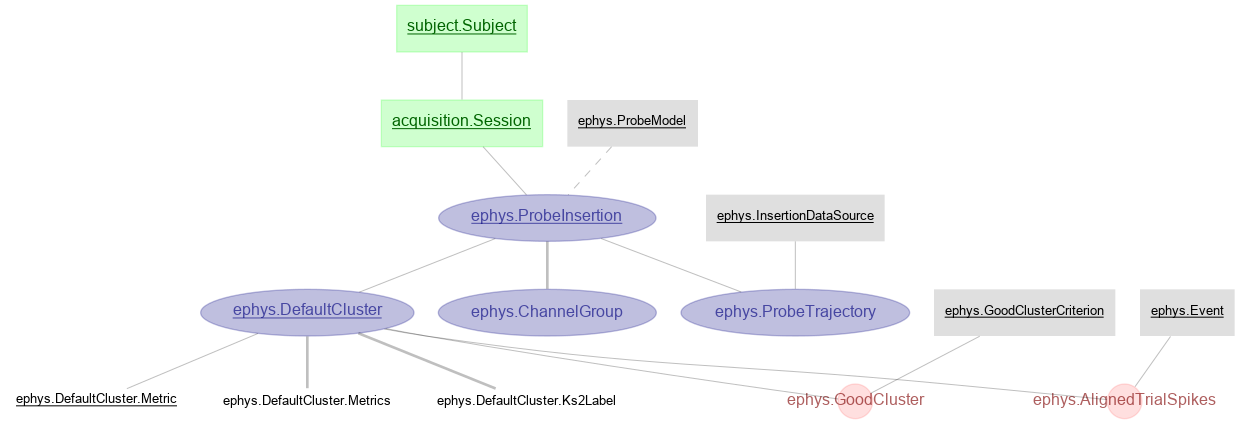 subject.Subject
acquisition.Session
ephys.ProbeModel
ephys.ProbeInsertion
ephys.InsertionDataSource
ephys.DefaultCluster
ephys.ChannelGroup
ephys.ProbeTrajectory
ephys.GoodClusterCriterion
ephys.Event
ephys.DefaultCluster.Metric
ephys.DefaultCluster.Metrics
ephys.DefaultCluster.Ks2Label
ephys.GoodCluster
ephys.AlignedTrialSpikes